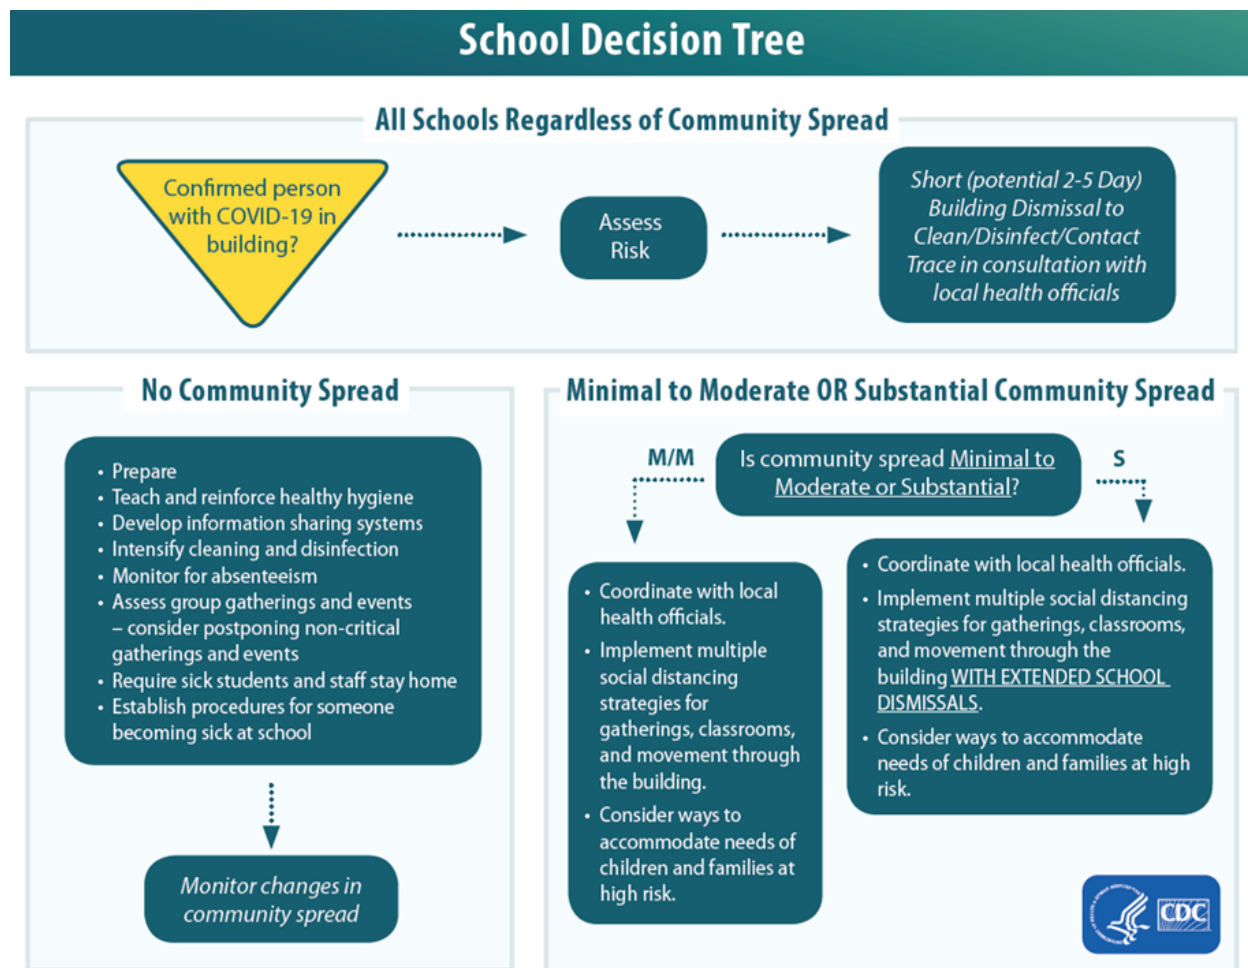 School Decision Tree
All Schools Regardless of Community Spread
Confirmed person
with COVID-19 in
building?
Assess
Risk
Short (potential 2-5 Day)
Building Dismissal to
Clean/Disinfect/Contact
Trace in consultation with
local health officials
No Community Spread
• Prepare
• Teach and reinforce healthy hygiene
• Develop information sharing systems
• Intensify cleaning and disinfection
• Monitor for absenteeism
• Assess group gatherings and events
– consider postponing non-critical
gatherings and events
• Require sick students and staff stay home
• Establish procedures for someone
becoming sick at school
Monitor changes in
community spread
Minimal to Moderate OR Substantial Community Spread
Is community spread Minimal to
Moderate or Substantial?
M/M
• Coordinate with local
health officials.
• Implement multiple
social distancing
strategies for
gatherings, classrooms,
and movement through
the building.
• Consider ways to
accommodate needs of
children and families at
high risk.
S
• Coordinate with local health officials.
• Implement multiple social distancing
strategies for gatherings, classrooms,
and movement through the
building WITH EXTENDED SCHOOL
DISMISSALS.
• Consider ways to accommodate
needs of children and families at high
risk.
CDC